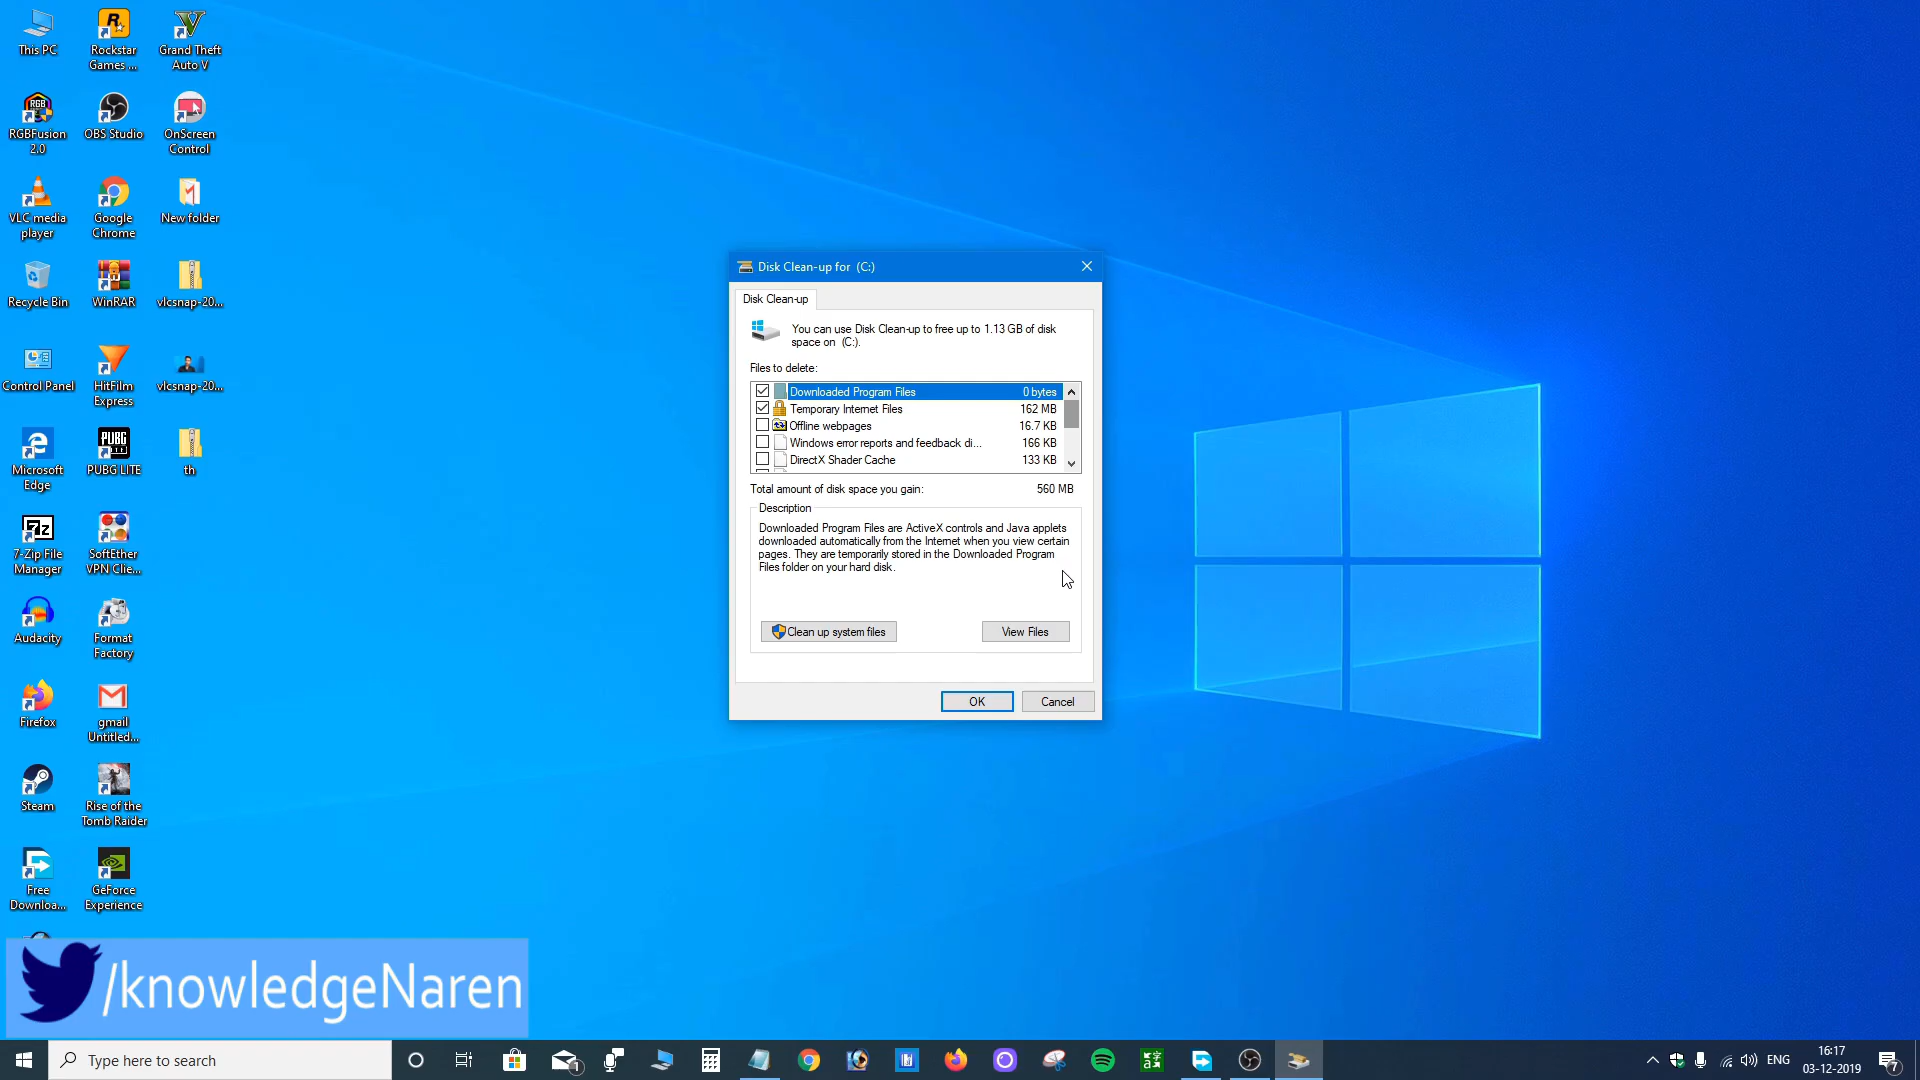 This PC
Rockstar
Games ...
Grand Theft
Auto V
RGB
RGBFusion
2.0
OBS Studio
OnScreen
Control
VLC media
player
Google
Chrome
New folder
Recycle Bin
WinRAR
vlcsnap-20...
Control Panel
HitFilm
Express
vlcsnap-20...
Microsoft
Edge
PUBG
LITE
PUBG LITE
th
7z
7-Zip File
Manager
SoftEther
VPN Clie...
Audacity
Format
Factory
Firefox
gmail
Untitled...
Steam
Rise of the
Tomb Raider
Free
Downloa...
GeForce
Experience
Disk Clean-up for (C:)
Disk Clean-up
You can use Disk Clean-up to free up to 1.13 GB of disk
space on (C:).
Files to delete:
Downloaded Program Files 0 bytes
Temporary Internet Files 162 MB
Offline webpages 16.7 KB
Windows error reports and feedback di... 166 KB
DirectX Shader Cache 133 KB
Total amount of disk space you gain: 560 MB
Description
Downloaded Program Files are ActiveX controls and Java applets
downloaded automatically from the Internet when you view certain
pages. They are temporarily stored in the Downloaded Program
Files folder on your hard disk.
Clean up system files
View Files
OK
Cancel
/knowledgeNaren
Type here to search
1
ENG
16:17
03-12-2019
7